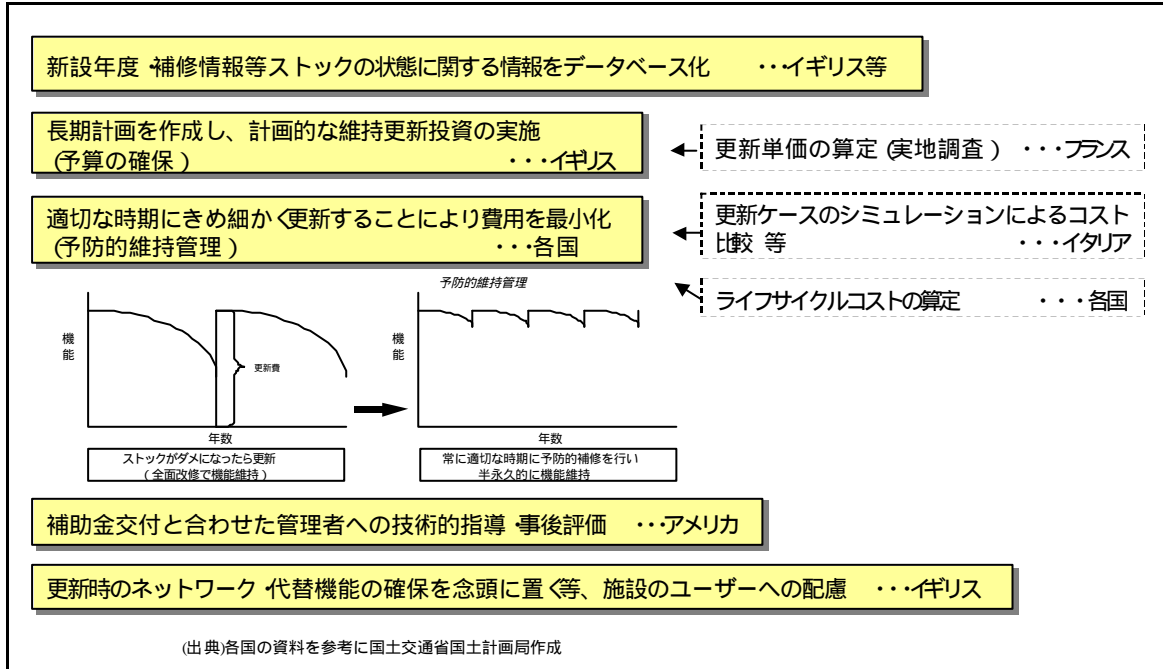 新設年度・補修情報等ストックの状態に関する情報をデータベース化 ・・・イギリス等
長期計画を作成し、計画的な維持更新投資の実施
(予算の確保) ・・・イギリス
更新単価の算定(実地調査) ・・・フランス
適切な時期にきめ細かく更新することにより費用を最小化
(予防的維持管理) ・・・各国
更新ケースのシミュレーションによるコスト
比較 等 ・・・イタリア
ライフサイクルコストの算定 ・・・各国
予防的維持管理
機能
更新費
年数
機能
年数
ストックがダメになったら更新
(全面改修で機能維持)
常に適切な時期に予防的補修を行い
半永久的に機能維持
補助金交付と合わせた管理者への技術的指導・事後評価 ・・・アメリカ
更新時のネットワーク・代替機能の確保を念頭に置く等、施設のユーザーへの配慮 ・・・イギリス
(出典)各国の資料を参考に国土交通省国土計画局作成